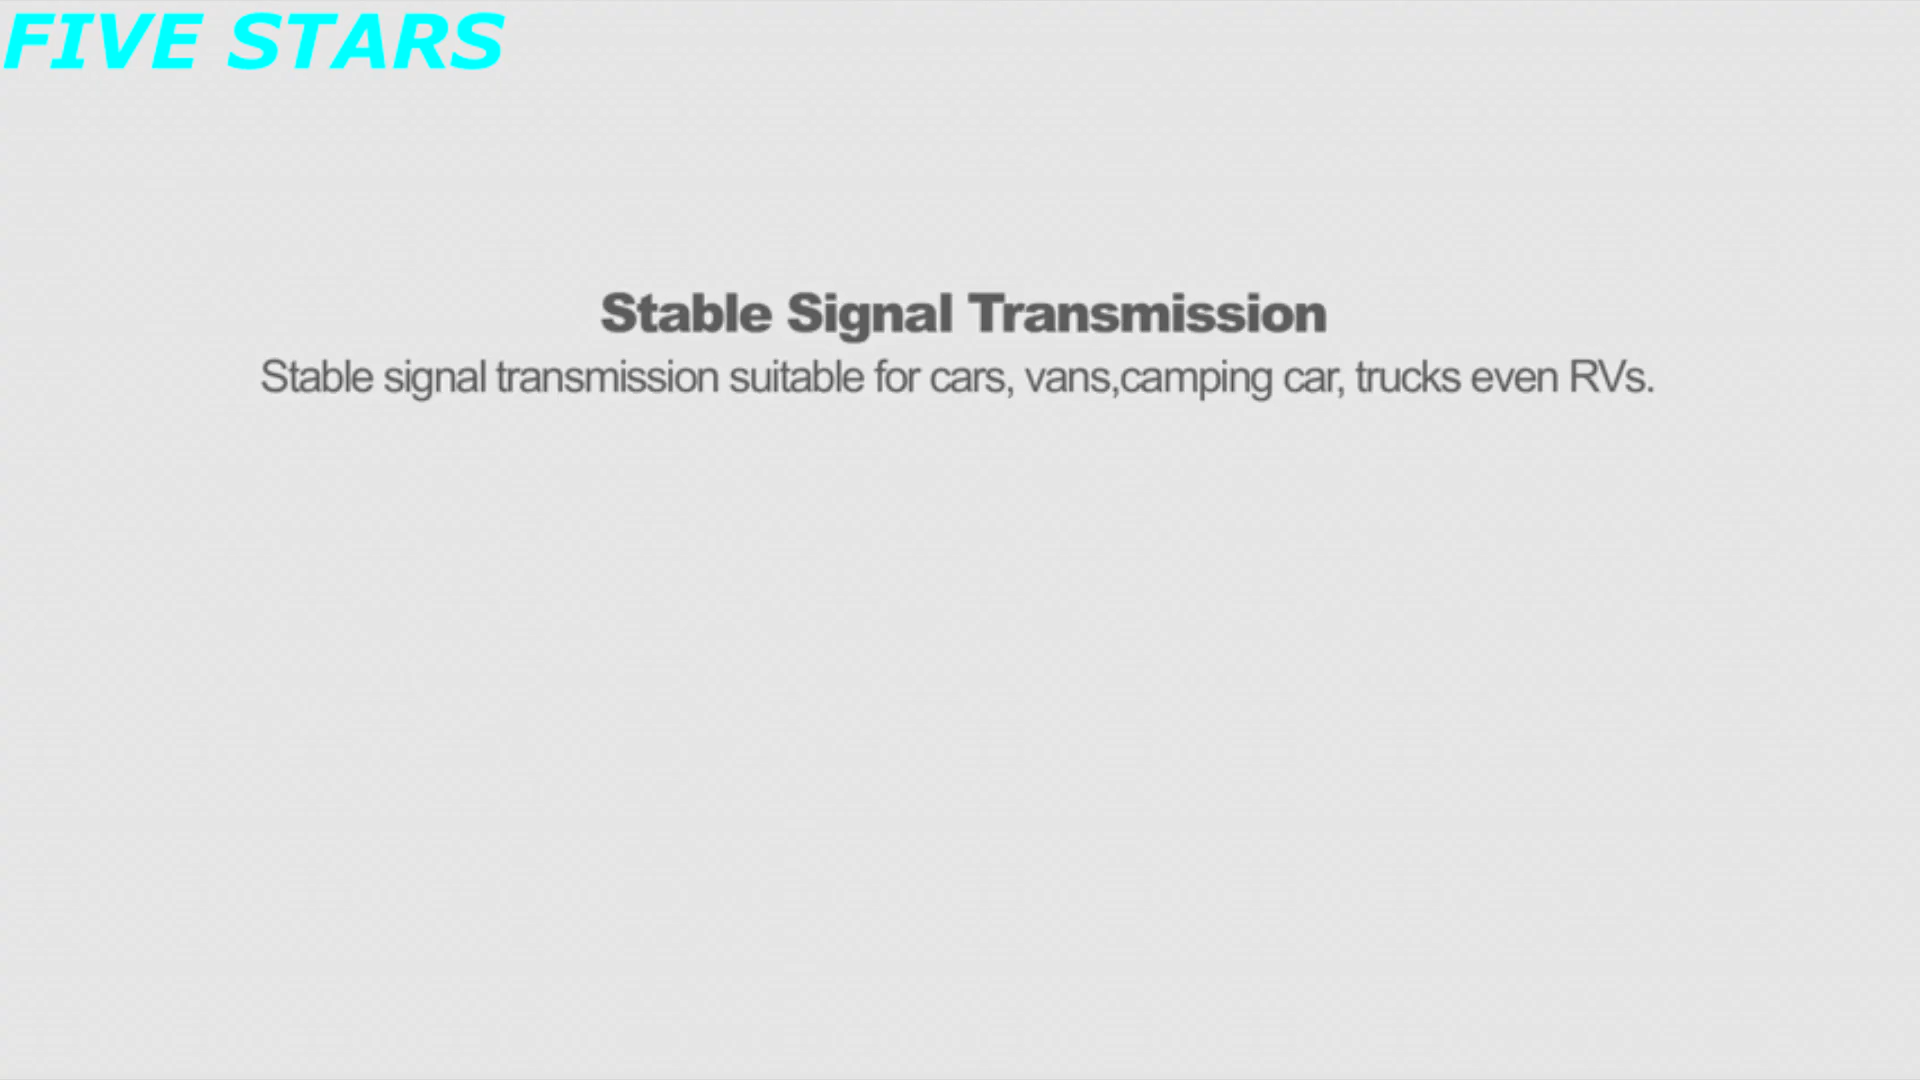 FIVE STARS
Stable Signal Transmission
Stable signal transmission suitable for cars, vans,camping car, trucks even RVs.